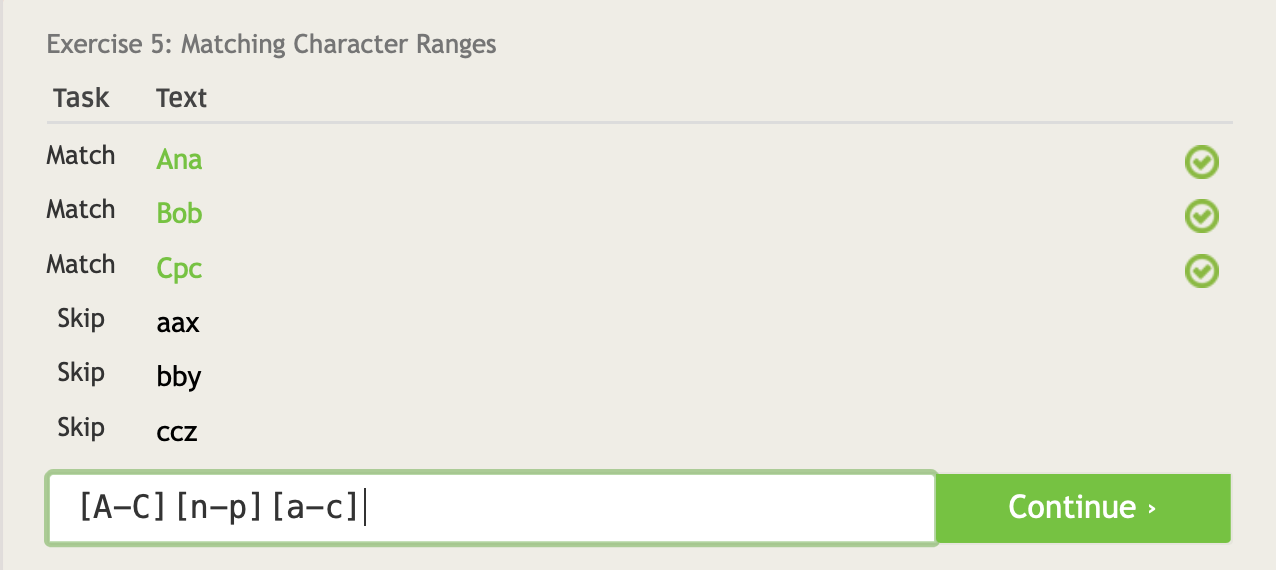 Exercise 5: Matching Character Ranges
Task Text
Match Ana
Match Bob
Match Cpc
Skip aax
Skip bby
Skip ccz
[A-C][n-p][a-c] Continue ›